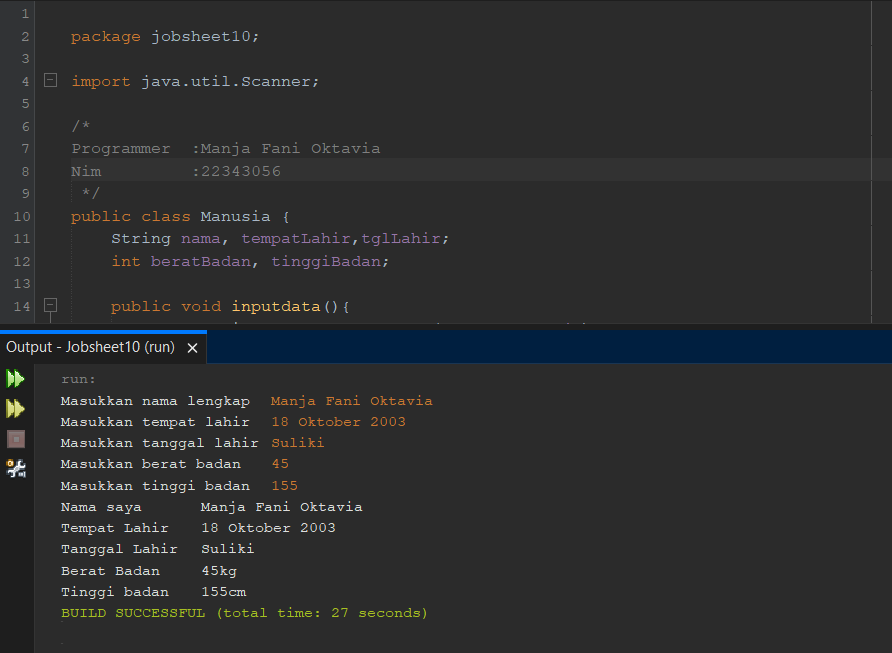 1
2 package jobsheet10;
3
4 import java.util.Scanner;
5
6 /*
7 Programmer :Manja Fani Oktavia
8 Nim :22343056
9 */
10 public class Manusia {
11 String nama, tempatLahir,tglLahir;
12 int beratBadan, tinggiBadan;
13
14 public void inputdata(){
Output - Jobsheet10 (run) ×
run:
Masukkan nama lengkap Manja Fani Oktavia
Masukkan tempat lahir 18 Oktober 2003
Masukkan tanggal lahir Suliki
Masukkan berat badan 45
Masukkan tinggi badan 155
Nama saya Manja Fani Oktavia
Tempat Lahir 18 Oktober 2003
Tanggal Lahir Suliki
Berat Badan 45kg
Tinggi badan 155cm
BUILD SUCCESSFUL (total time: 27 seconds)